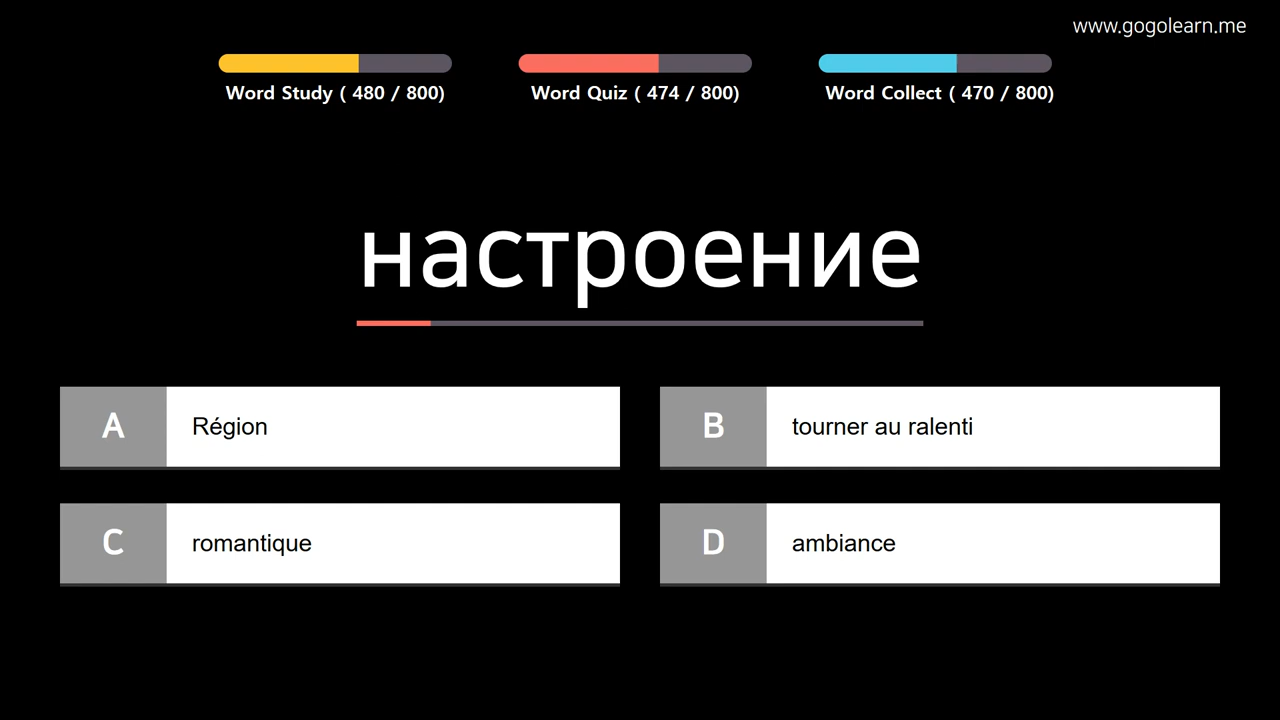 www.gogolearn.me
Word Study ( 480 / 800)
Word Quiz ( 474 / 800)
Word Collect ( 470 / 800)
настроение
A Région
B tourner au ralenti
C romantique
D ambiance